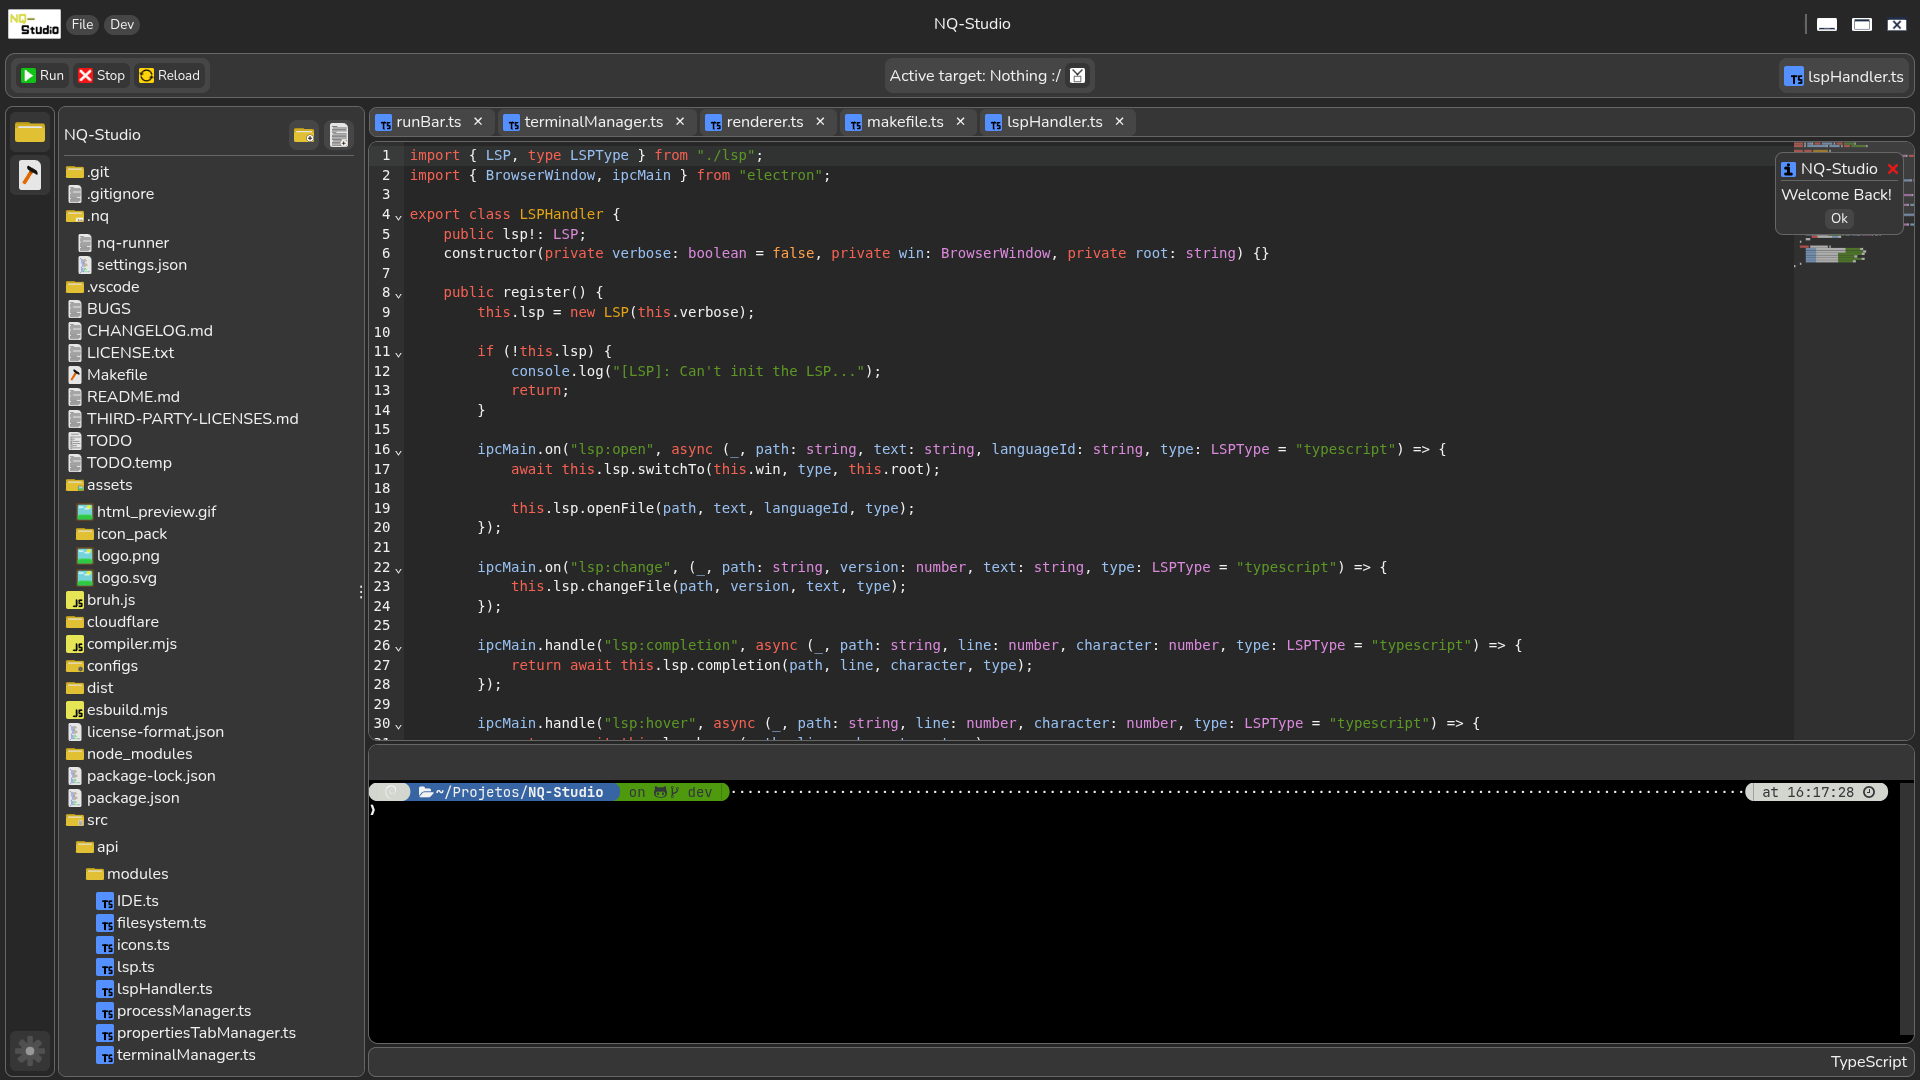 NQ-Studio File Dev NQ-Studio
Run Stop Reload Active target: Nothing :/ lspHandler.ts
NQ-Studio
.git
.gitignore
.nq
nq-runner
settings.json
.vscode
BUGS
CHANGELOG.md
LICENSE.txt
Makefile
README.md
THIRD-PARTY-LICENSES.md
TODO
TODO.temp
assets
html_preview.gif
icon_pack
logo.png
logo.svg
bruh.js
cloudflare
compiler.mjs
configs
dist
esbuild.mjs
license-format.json
node_modules
package-lock.json
package.json
src
api
modules
IDE.ts
filesystem.ts
icons.ts
lsp.ts
lspHandler.ts
processManager.ts
propertiesTabManager.ts
terminalManager.ts
runBar.ts terminalManager.ts renderer.ts makefile.ts lspHandler.ts
1 import { LSP, type LSPType } from "./lsp";
2 import { BrowserWindow, ipcMain } from "electron";
3
4 export class LSPHandler {
5     public lsp!: LSP;
6     constructor(private verbose: boolean = false, private win: BrowserWindow, private root: string) {}
7
8     public register() {
9         this.lsp = new LSP(this.verbose);
10
11         if (!this.lsp) {
12             console.log("[LSP]: Can't init the LSP...");
13             return;
14         }
15
16         ipcMain.on("lsp:open", async (_, path: string, text: string, languageId: string, type: LSPType = "typescript") => {
17             await this.lsp.switchTo(this.win, type, this.root);
18
19             this.lsp.openFile(path, text, languageId, type);
20         });
21
22         ipcMain.on("lsp:change", (_, path: string, version: number, text: string, type: LSPType = "typescript") => {
23             this.lsp.changeFile(path, version, text, type);
24         });
25
26         ipcMain.handle("lsp:completion", async (_, path: string, line: number, character: number, type: LSPType = "typescript") => {
27             return await this.lsp.completion(path, line, character, type);
28         });
29
30         ipcMain.handle("lsp:hover", async (_, path: string, line: number, character: number, type: LSPType = "typescript") => {
NQ-Studio
Welcome Back!
Ok
~/Projetos/NQ-Studio on dev at 16:17:28
❯
TypeScript